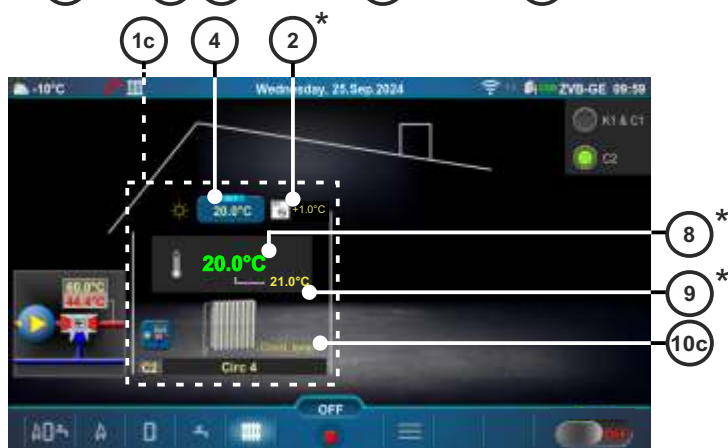 1c 4 2 *
-10°C Wednesday, 25.Sep.2024 ZVB-GE 09:59
K1 & C1
C2
20.0°C +1.0°C
8 *
20.0°C
21.0°C
9 *
60.0°C
44.4°C
10c
C2 Circ 4
OFF
OFF